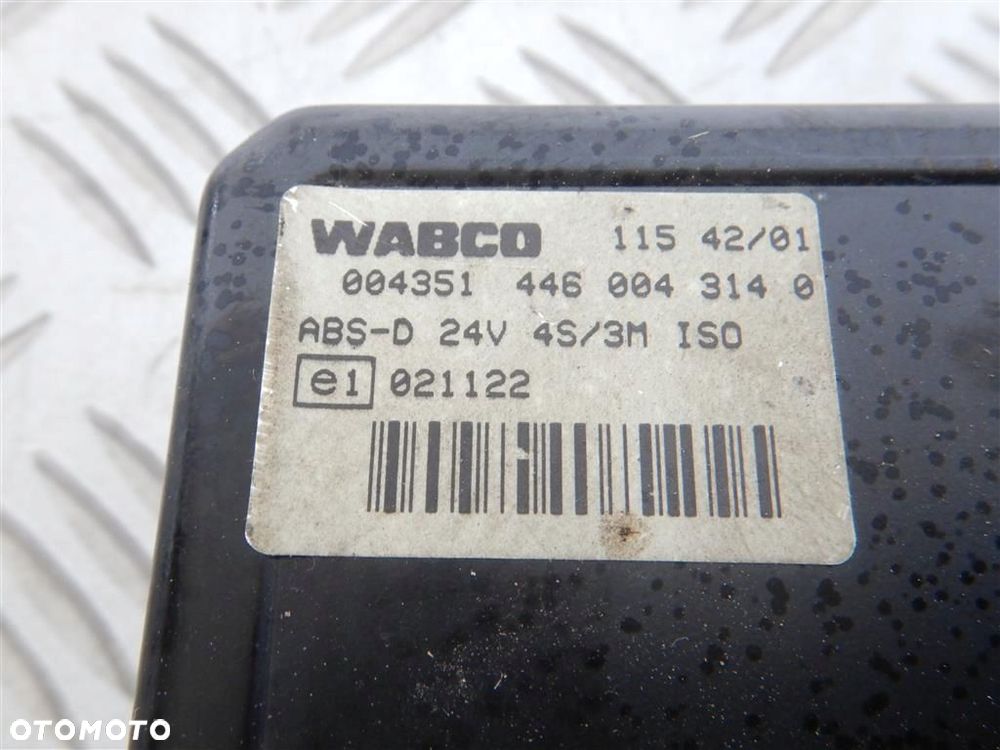 WABCO 115 42/01
004351 446 004 314 0
ABS-D 24V 4S/3M ISO
e1 021122
OTOMOTO